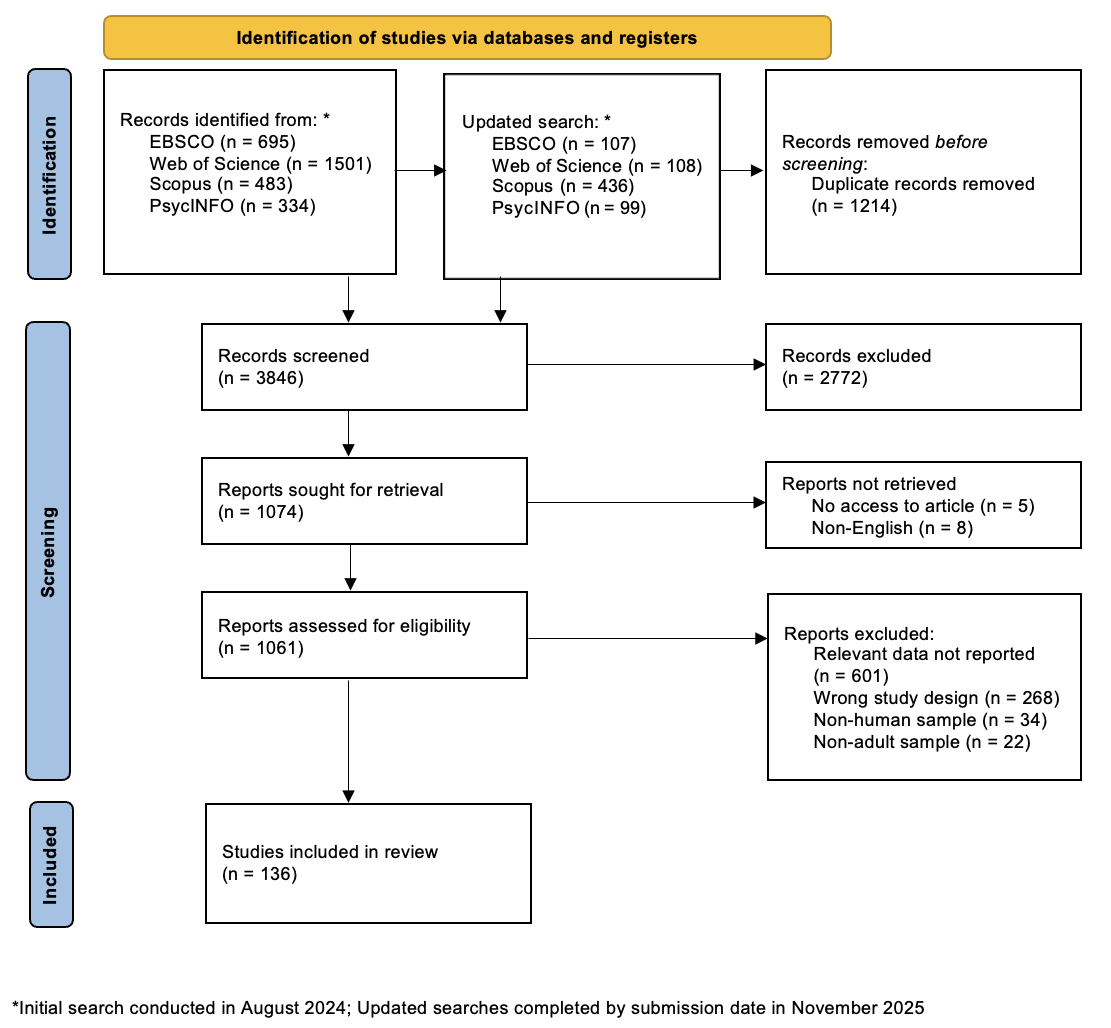 Identification of studies via databases and registers
Identification
Records identified from: *
EBSCO (n = 695)
Web of Science (n = 1501)
Scopus (n = 483)
PsycINFO (n = 334)
Updated search: *
EBSCO (n = 107)
Web of Science (n = 108)
Scopus (n = 436)
PsycINFO (n = 99)
Records removed before
screening:
Duplicate records removed
(n = 1214)
Screening
Records screened
(n = 3846)
Records excluded
(n = 2772)
Reports sought for retrieval
(n = 1074)
Reports not retrieved
No access to article (n = 5)
Non-English (n = 8)
Reports assessed for eligibility
(n = 1061)
Reports excluded:
Relevant data not reported
(n = 601)
Wrong study design (n = 268)
Non-human sample (n = 34)
Non-adult sample (n = 22)
Included
Studies included in review
(n = 136)
*Initial search conducted in August 2024; Updated searches completed by submission date in November 2025